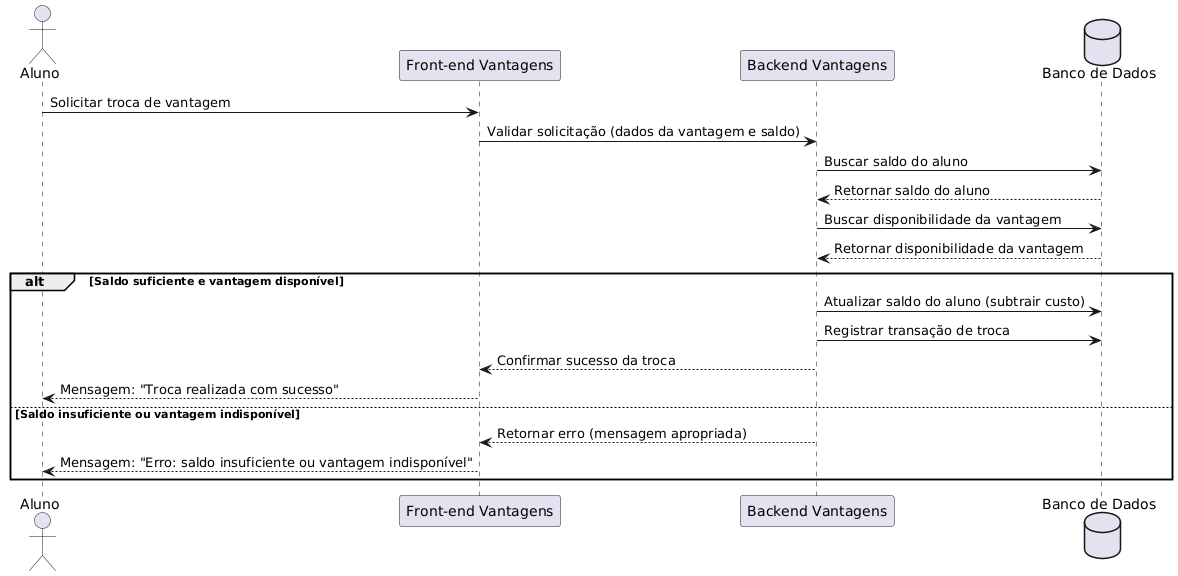 Aluno
Front-end Vantagens
Backend Vantagens
Banco de Dados
Solicitar troca de vantagem
Validar solicitação (dados da vantagem e saldo)
Buscar saldo do aluno
Retornar saldo do aluno
Buscar disponibilidade da vantagem
Retornar disponibilidade da vantagem
alt [Saldo suficiente e vantagem disponível]
Atualizar saldo do aluno (subtrair custo)
Registrar transação de troca
Confirmar sucesso da troca
Mensagem: "Troca realizada com sucesso"
[Saldo insuficiente ou vantagem indisponível]
Retornar erro (mensagem apropriada)
Mensagem: "Erro: saldo insuficiente ou vantagem indisponível"
Aluno
Front-end Vantagens
Backend Vantagens
Banco de Dados